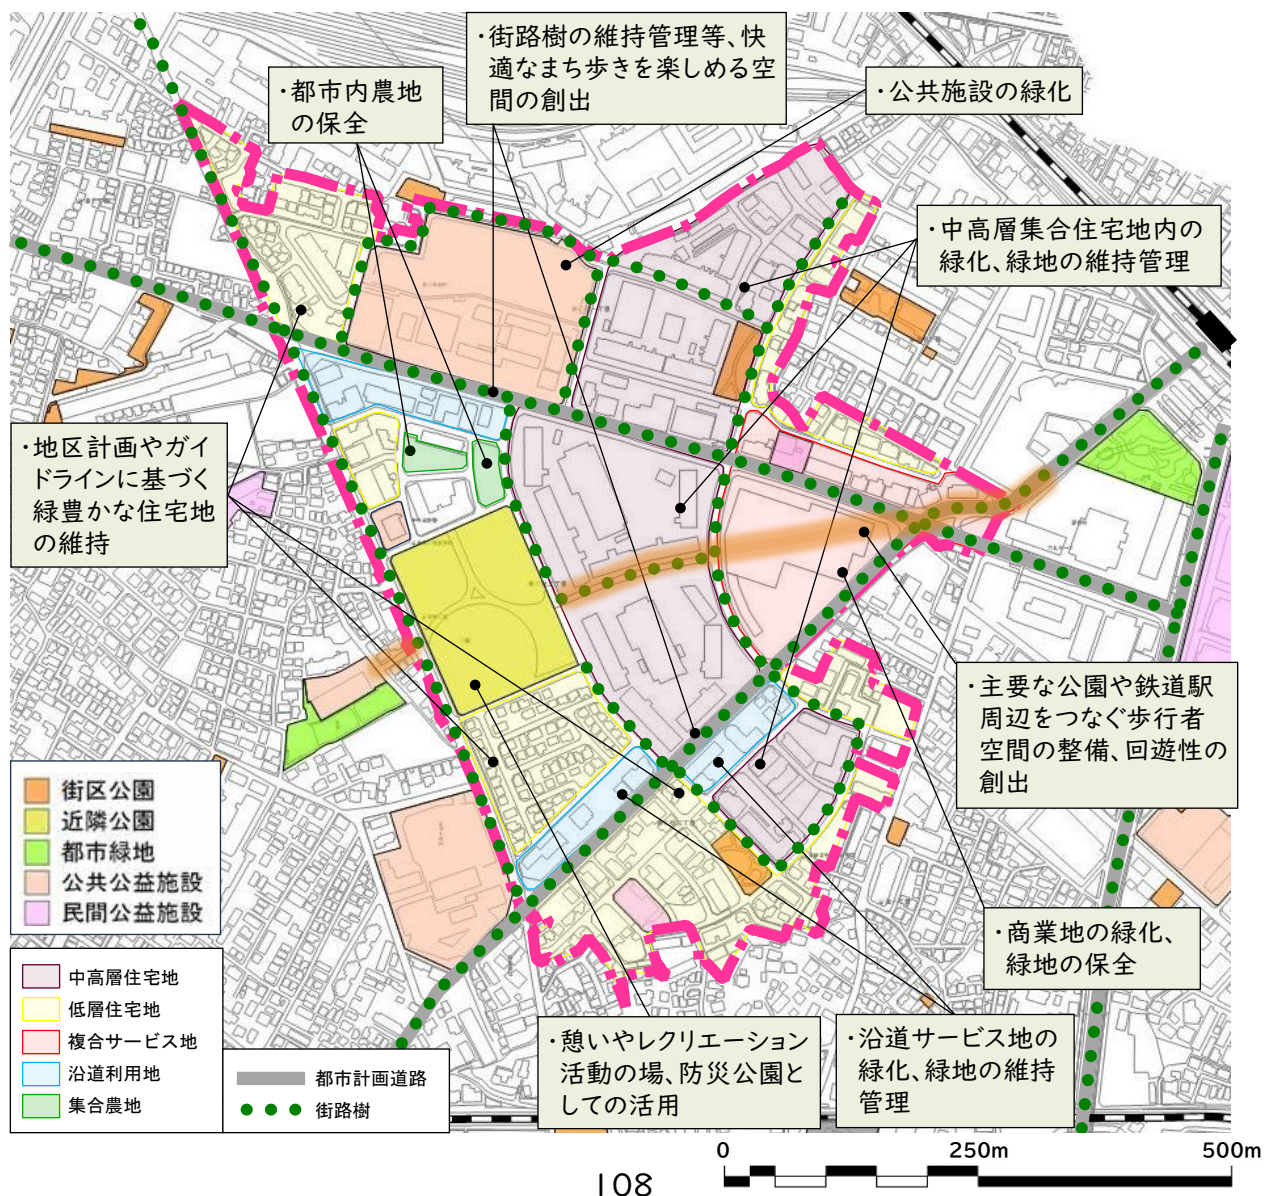 ・街路樹の維持管理等、快
適なまち歩きを楽しめる空
間の創出
・都市内農地
の保全
・公共施設の緑化
・中高層集合住宅地内の
緑化、緑地の維持管理
・地区計画やガイ
ドラインに基づく
緑豊かな住宅地
の維持
・主要な公園や鉄道駅
周辺をつなぐ歩行者
空間の整備、回遊性の
創出
・商業地の緑化、
緑地の保全
・憩いやレクリエーション
活動の場、防災公園と
しての活用
・沿道サービス地の
緑化、緑地の維持
管理
街区公園
近隣公園
都市緑地
公共公益施設
民間公益施設
中高層住宅地
低層住宅地
複合サービス地
沿道利用地
集合農地
都市計画道路
街路樹
0 250m 500m
108